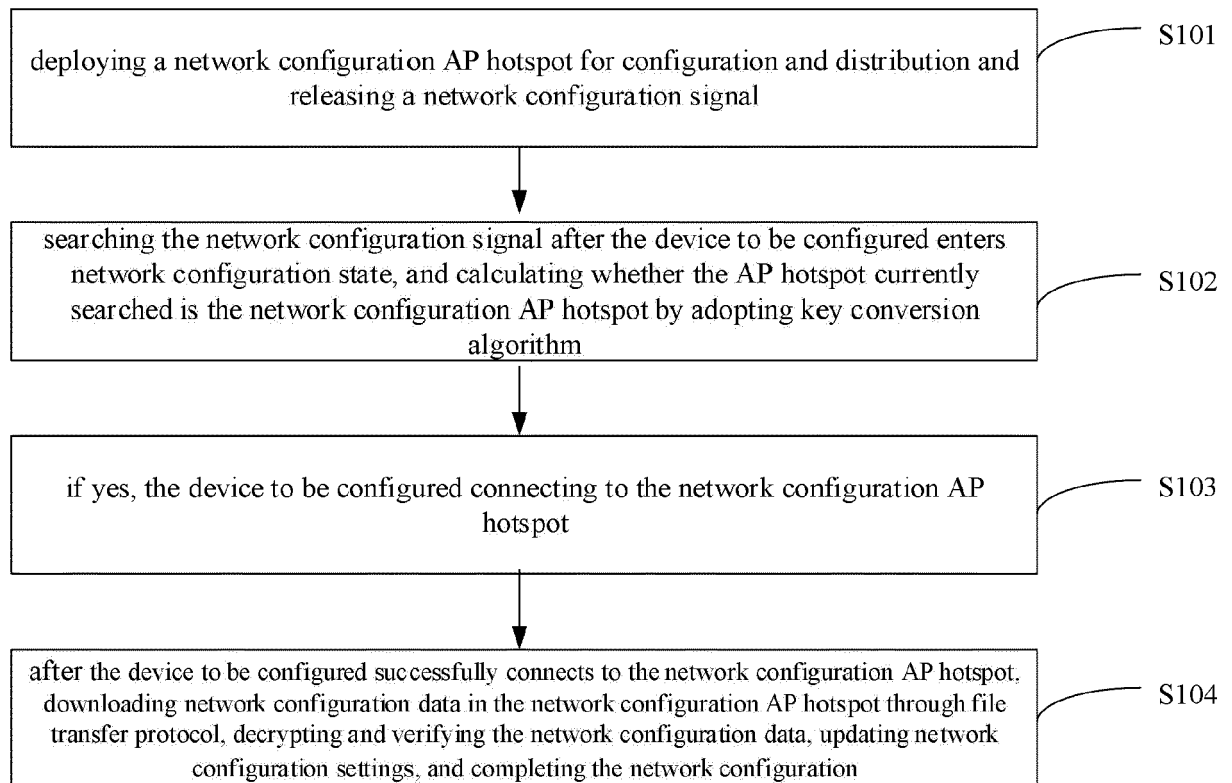 deploying a network configuration AP hotspot for configuration and distribution and
releasing a network configuration signal
S101
searching the network configuration signal after the device to be configured enters
network configuration state, and calculating whether the AP hotspot currently
searched is the network configuration AP hotspot by adopting key conversion
algorithm
S102
if yes, the device to be configured connecting to the network configuration AP
hotspot
S103
after the device to be configured successfully connects to the network configuration AP hotspot,
downloading network configuration data in the network configuration AP hotspot through file
transfer protocol, decrypting and verifying the network configuration data, updating network
configuration settings, and completing the network configuration
S104